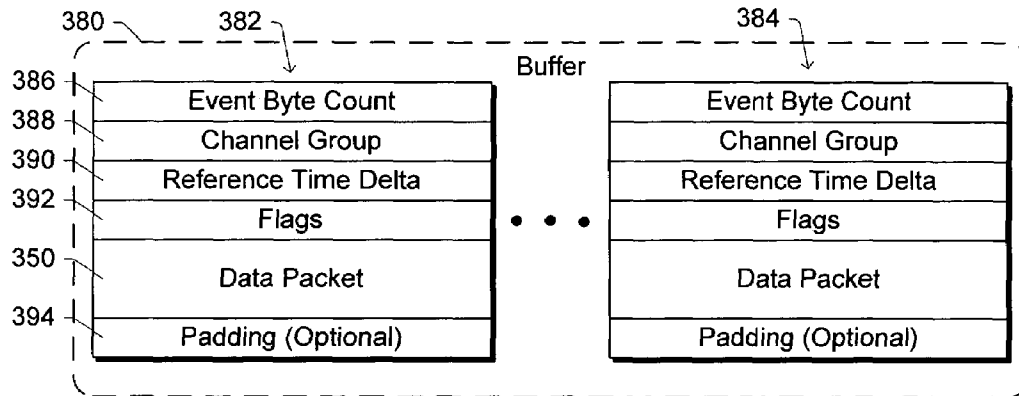 380
382
384
Buffer
386
Event Byte Count
Event Byte Count
388
Channel Group
Channel Group
390
Reference Time Delta
Reference Time Delta
392
Flags
Flags
350
Data Packet
Data Packet
394
Padding (Optional)
Padding (Optional)